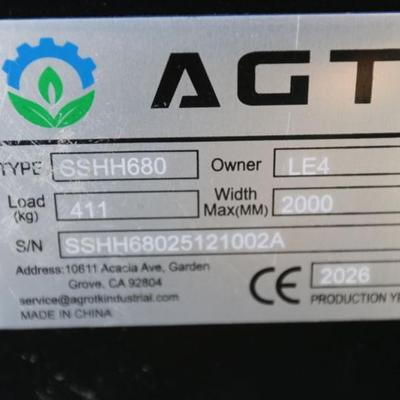 AGT
TYPE SSHH680 Owner LE4
Load (kg) 411 Width Max(MM) 2000
S/N SSHH68025121002A
Address:10611 Acacia Ave, Garden
Grove, CA 92804
service@agrotkindustrial.com
MADE IN CHINA
CE 2026
PRODUCTION YE